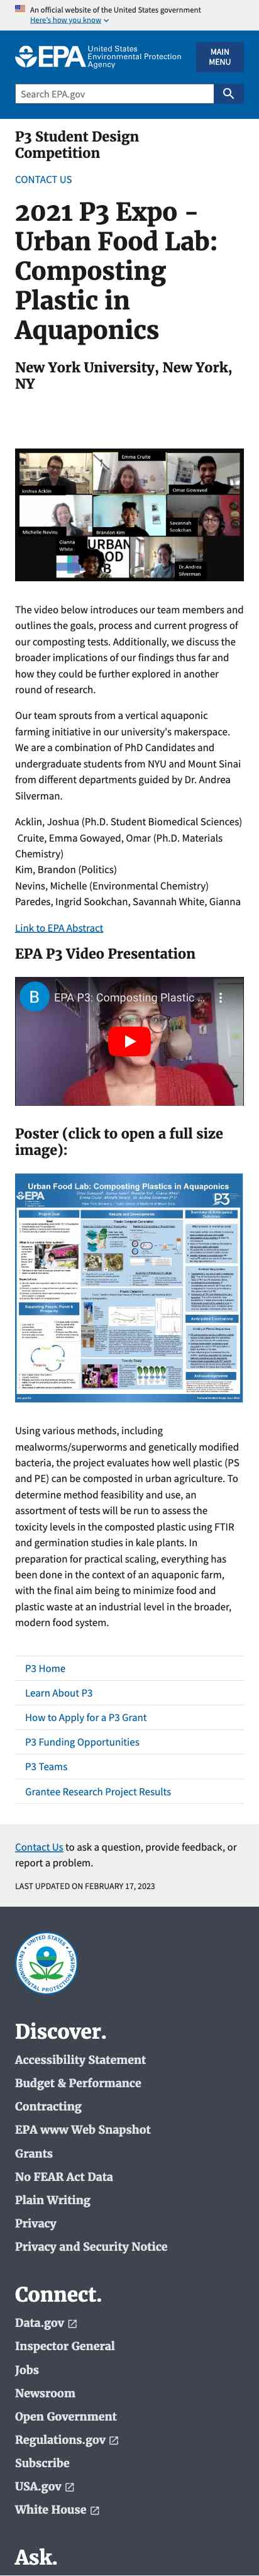 An official website of the United States government
Here's how you know
EPA
United States
Environmental Protection
Agency
MAIN
MENU
Search EPA.gov
P3 Student Design
Competition
CONTACT US
2021 P3 Expo -
Urban Food Lab:
Composting
Plastic in
Aquaponics
New York University, New York,
NY
Emma Cruite
Joshua Acklin
Omar Gowayed
Michelle Nevins
Brandon Kim
Savannah
Sookchan
Gianna
White
URBAN
Dr.Andrea
Silverman
The video below introduces our team members and
outlines the goals, process and current progress of
our composting tests. Additionally, we discuss the
broader implications of our findings thus far and
how they could be further explored in another
round of research.
Our team sprouts from a vertical aquaponic
farming initiative in our university's makerspace.
We are a combination of PhD Candidates and
undergraduate students from NYU and Mount Sinai
from different departments guided by Dr. Andrea
Silverman.
Acklin, Joshua (Ph.D. Student Biomedical Sciences)
Cruite, Emma Gowayed, Omar (Ph.D. Materials
Chemistry)
Kim, Brandon (Politics)
Nevins, Michelle (Environmental Chemistry)
Paredes, Ingrid Sookchan, Savannah White, Gianna
Link to EPA Abstract
EPA P3 Video Presentation
B
EPA P3: Composting Plastic ...
Poster (click to open a full size
image):
Urban Food Lab: Composting Plastics in Aquaponics
EPA
P3
Using various methods, including
mealworms/superworms and genetically modified
bacteria, the project evaluates how well plastic (PS
and PE) can be composted in urban agriculture. To
determine method feasibility and use, an
assortment of tests will be run to assess the
toxicity levels in the composted plastic using FTIR
and germination studies in kale plants. In
preparation for practical scaling, everything has
been done in the context of an aquaponic farm,
with the final aim being to minimize food and
plastic waste at an industrial level in the broader,
modern food system.
P3 Home
Learn About P3
How to Apply for a P3 Grant
P3 Funding Opportunities
P3 Teams
Grantee Research Project Results
Contact Us to ask a question, provide feedback, or
report a problem.
LAST UPDATED ON FEBRUARY 17, 2023
UNITED STATES
ENVIRONMENTAL PROTECTION AGENCY
Discover.
Accessibility Statement
Budget & Performance
Contracting
EPA www Web Snapshot
Grants
No FEAR Act Data
Plain Writing
Privacy
Privacy and Security Notice
Connect.
Data.gov
Inspector General
Jobs
Newsroom
Open Government
Regulations.gov
Subscribe
USA.gov
White House
Ask.